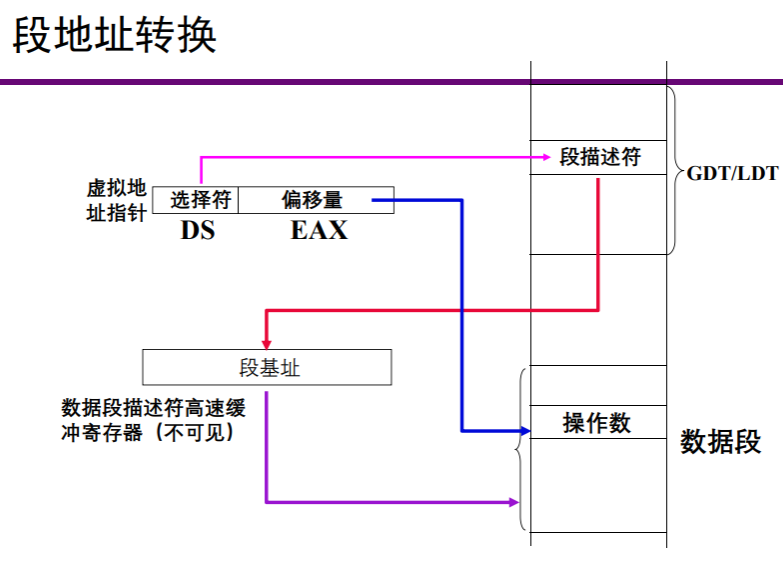 段地址转换
段描述符
GDT/LDT
虚拟地
址指针
选择符
偏移量
DS
EAX
段基址
数据段描述符高速缓
冲寄存器（不可见）
操作数
数据段